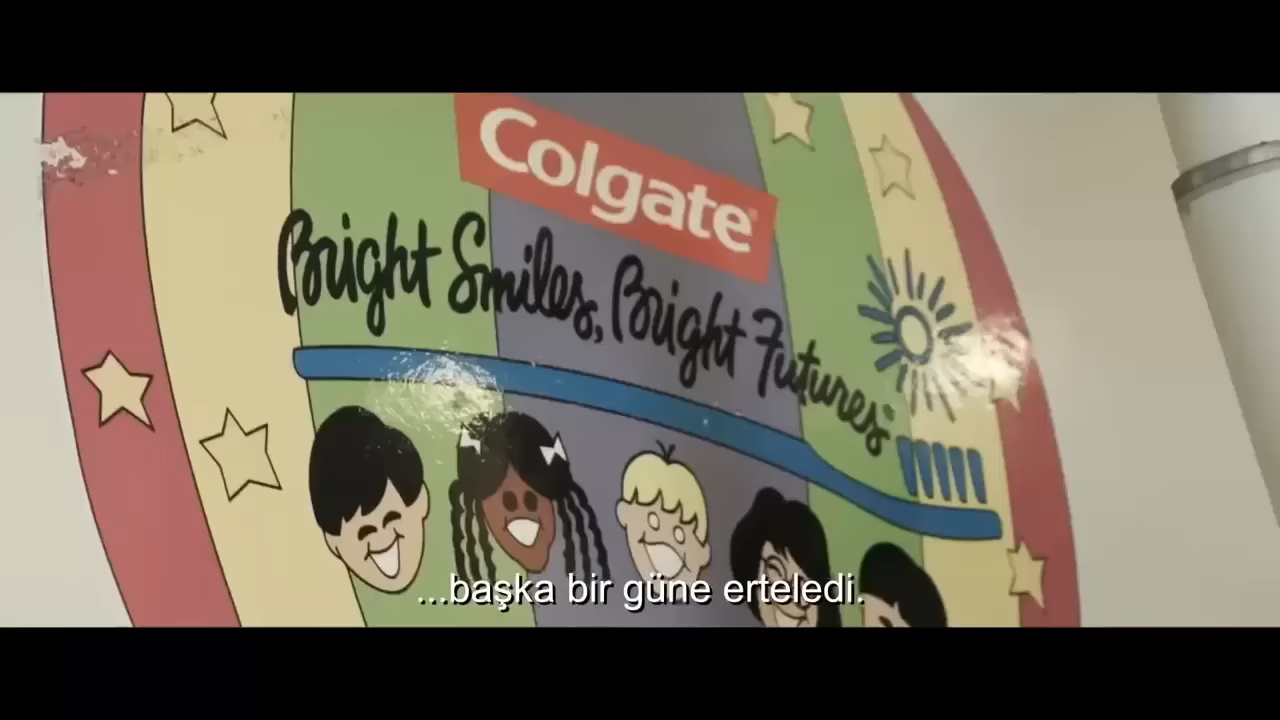 Colgate
Bright Smiles, Bright Futures
...başka bir güne erteledi.